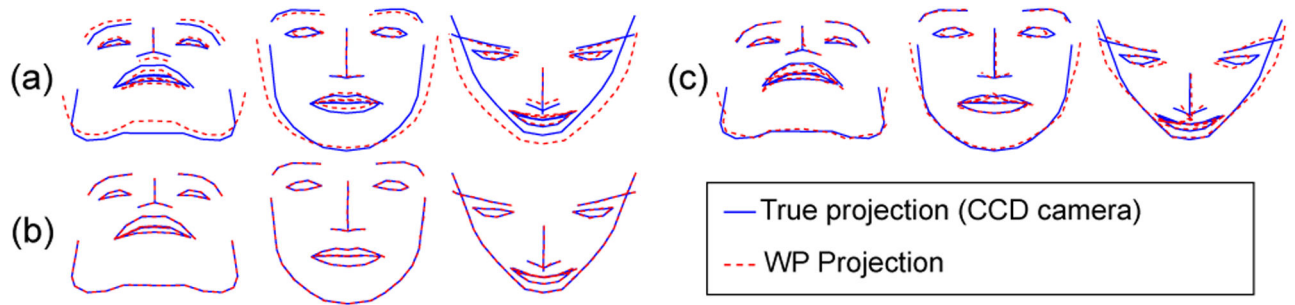 (a)
(b)
(c)
True projection (CCD camera)
WP Projection